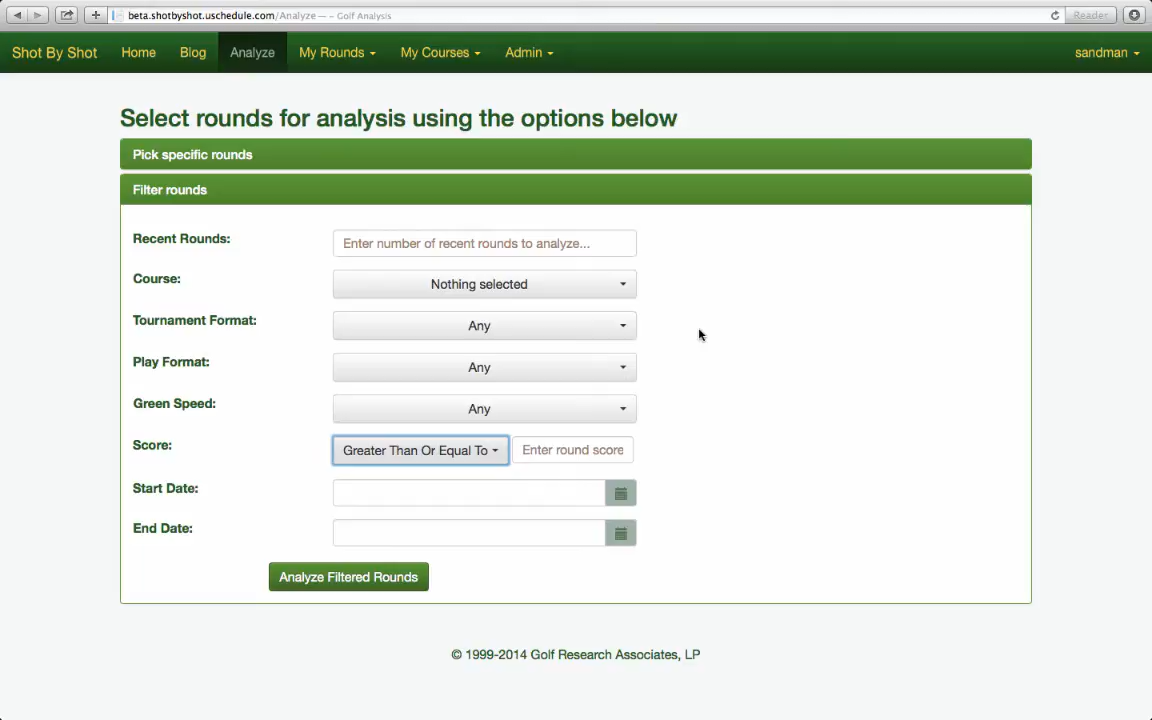 beta.shotbyshot.uschedule.com/Analyze — – Golf Analysis
Reader
Shot By Shot Home Blog Analyze My Rounds My Courses Admin sandman
Select rounds for analysis using the options below
Pick specific rounds
Filter rounds
Recent Rounds: Enter number of recent rounds to analyze...
Course: Nothing selected
Tournament Format: Any
Play Format: Any
Green Speed: Any
Score: Greater Than Or Equal To Enter round score
Start Date:
End Date:
Analyze Filtered Rounds
© 1999-2014 Golf Research Associates, LP